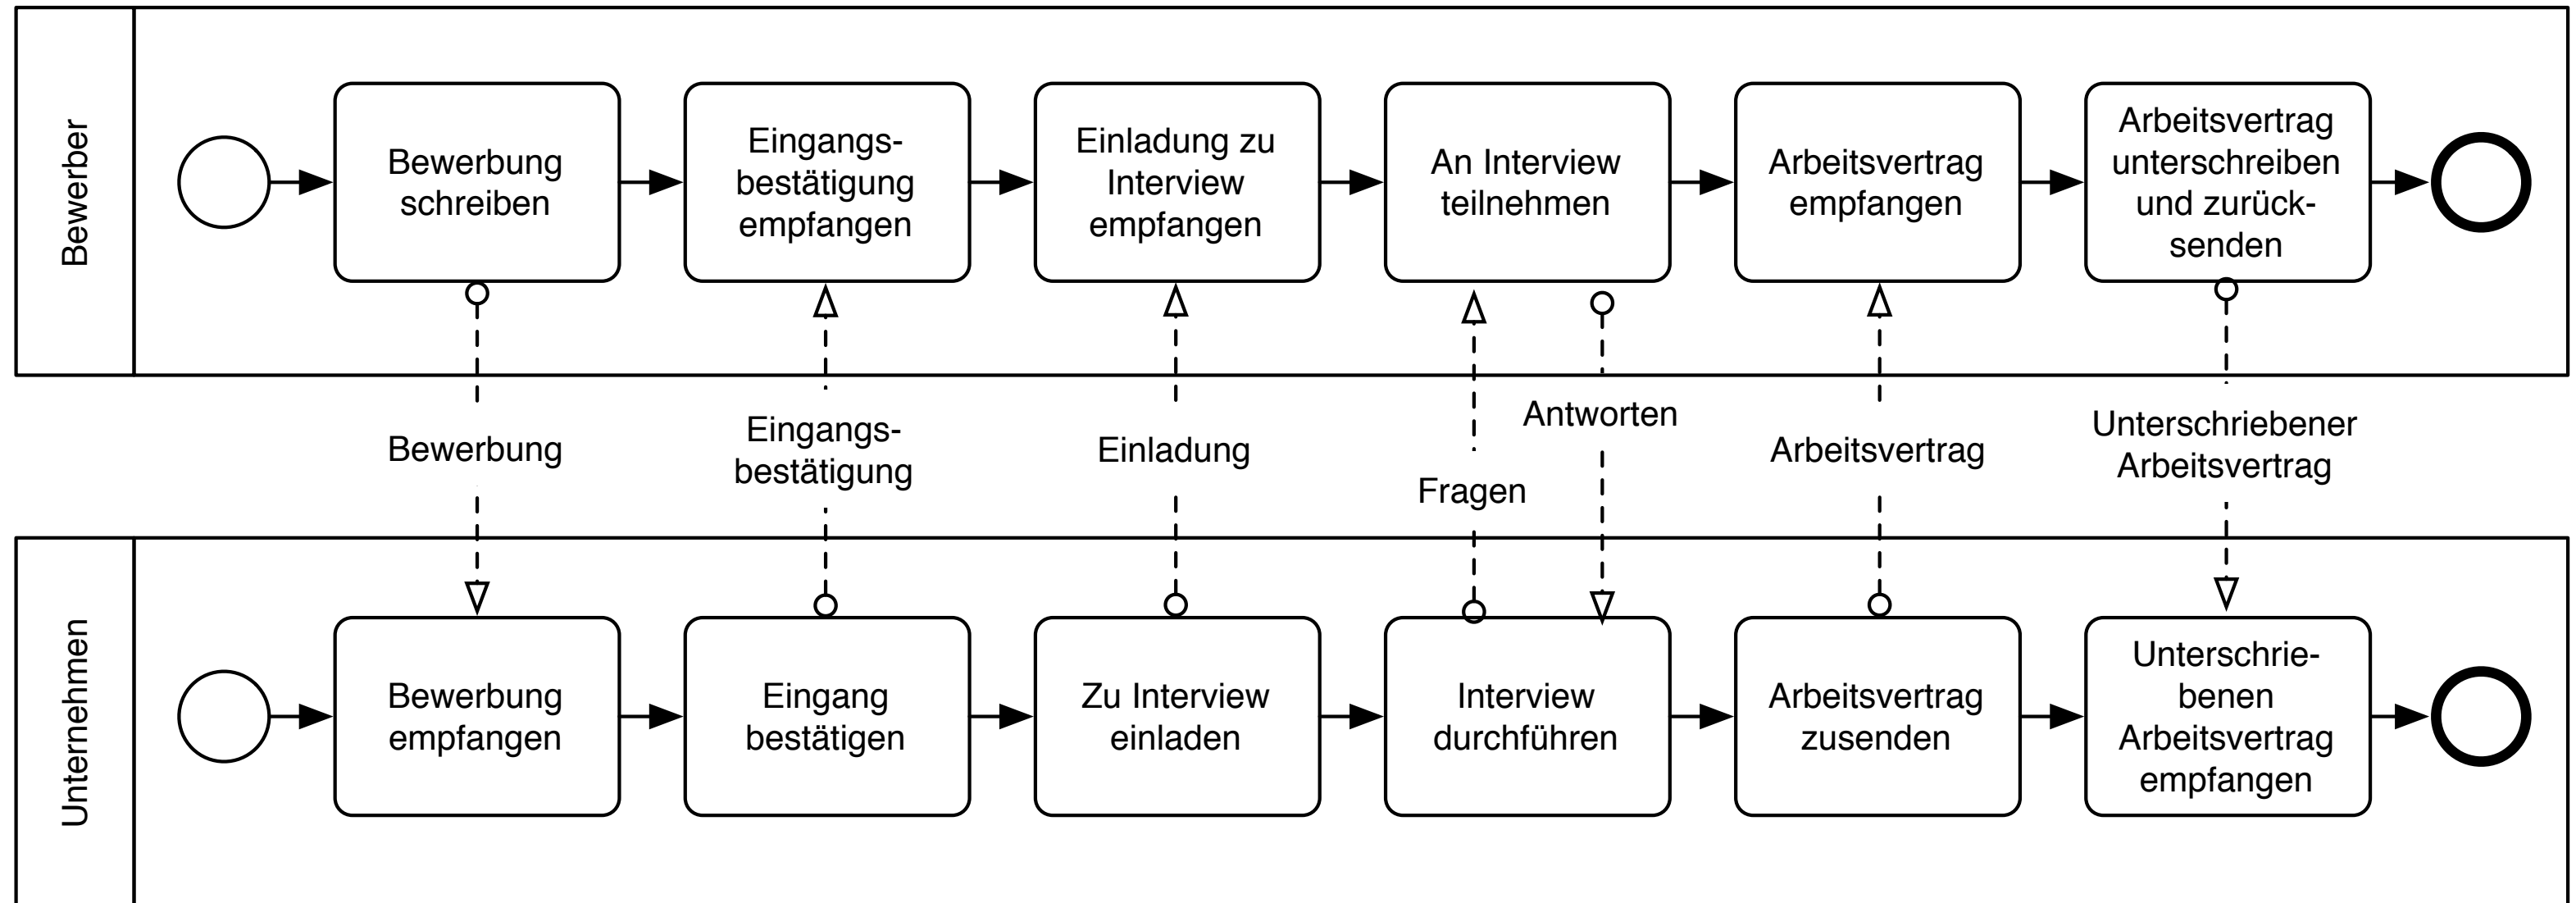 Bewerber
Bewerbung
schreiben
Eingangs-
bestätigung
empfangen
Einladung zu
Interview
empfangen
An Interview
teilnehmen
Arbeitsvertrag
empfangen
Arbeitsvertrag
unterschreiben
und zurück-
senden
Bewerbung
Eingangs-
bestätigung
Einladung
Fragen
Antworten
Arbeitsvertrag
Unterschriebener
Arbeitsvertrag
Unternehmen
Bewerbung
empfangen
Eingang
bestätigen
Zu Interview
einladen
Interview
durchführen
Arbeitsvertrag
zusenden
Unterschrie-
benen
Arbeitsvertrag
empfangen